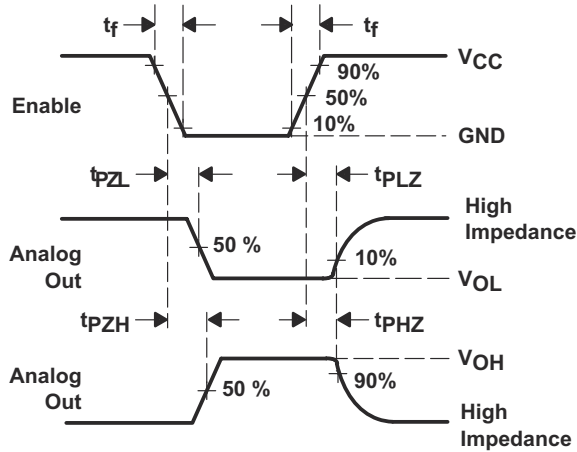 tf
tf
VCC
90%
50%
10%
Enable
GND
tPZL
tPLZ
High
Impedance
50 %
10%
Analog
Out
VOL
tPZH
tPHZ
VOH
Analog
Out
50 %
90%
High
Impedance